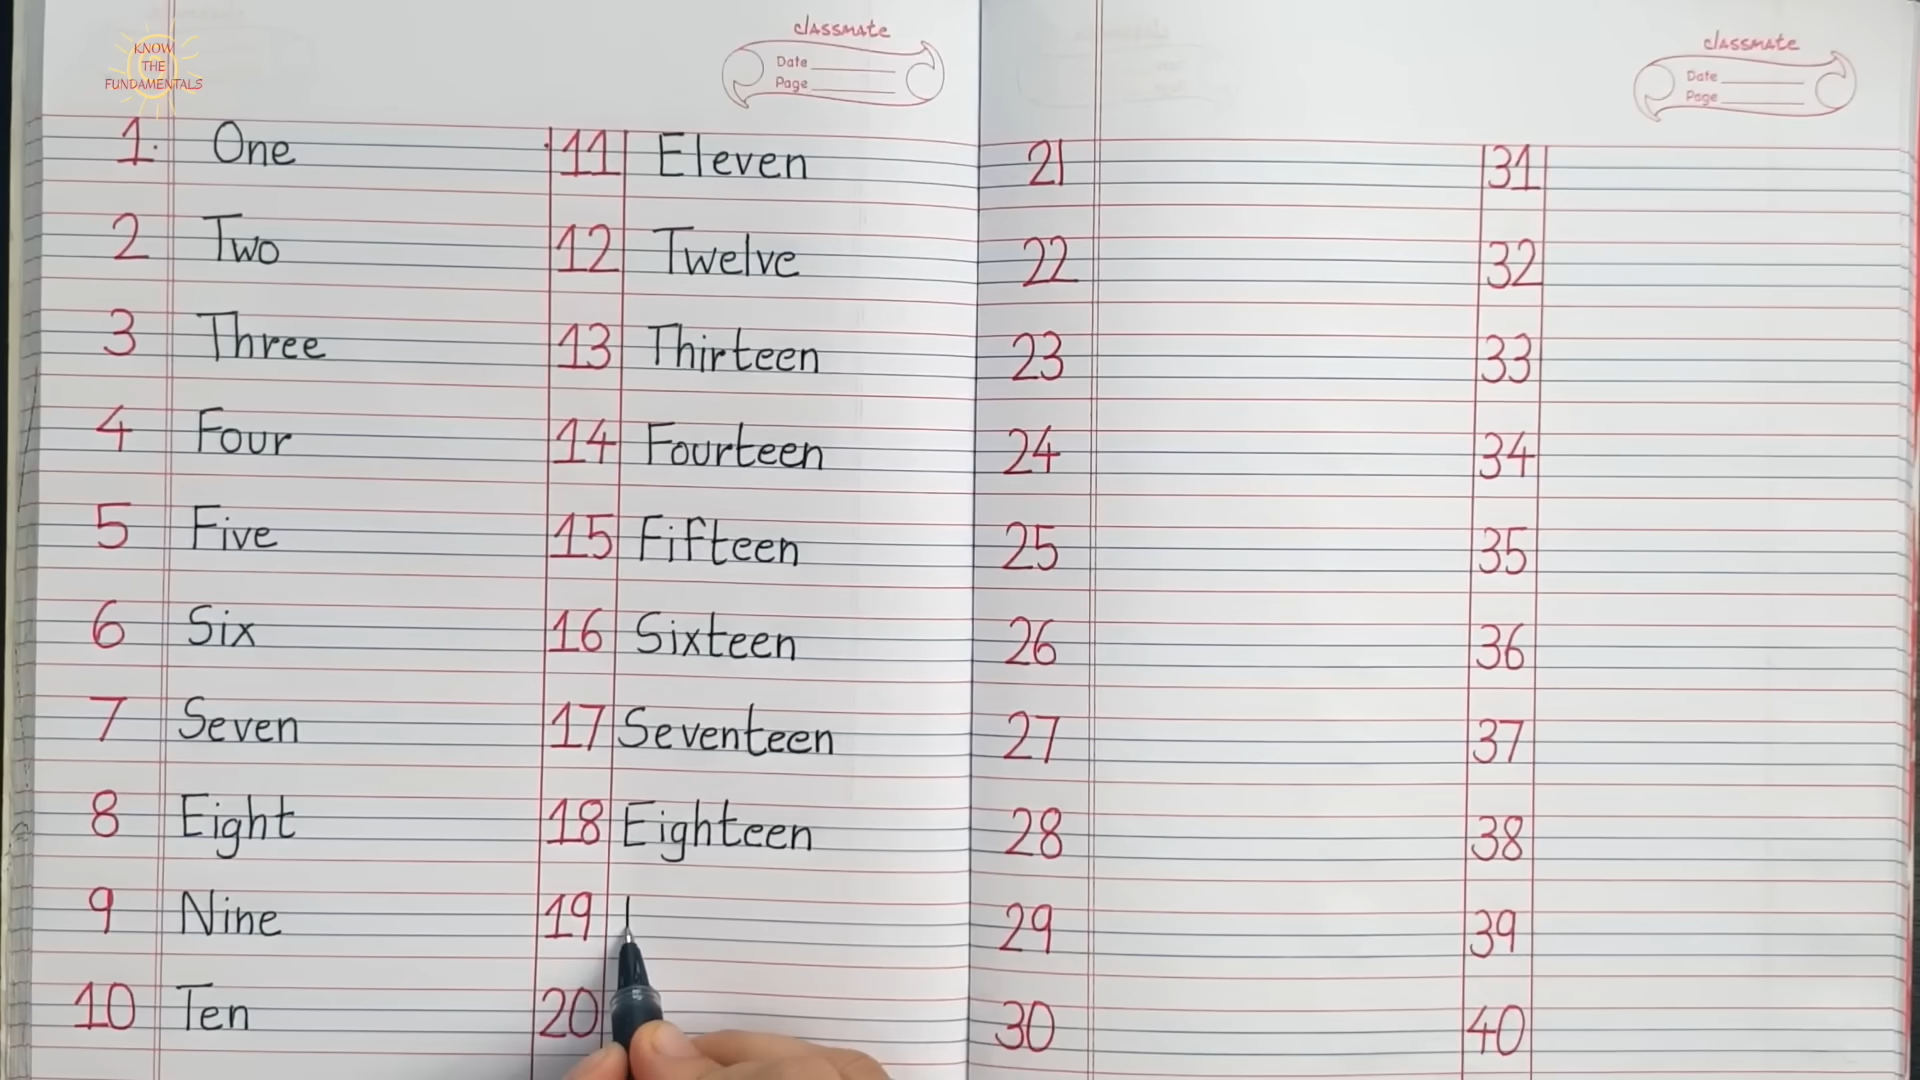 KNOW
THE
FUNDAMENTALS
classmate
Date
Page
1. One
2 Two
3 Three
4 Four
5 Five
6 Six
7 Seven
8 Eight
9 Nine
10 Ten
11 Eleven
12 Twelve
13 Thirteen
14 Fourteen
15 Fifteen
16 Sixteen
17 Seventeen
18 Eighteen
19
20
classmate
Date
Page
21
22
23
24
25
26
27
28
29
30
31
32
33
34
35
36
37
38
39
40